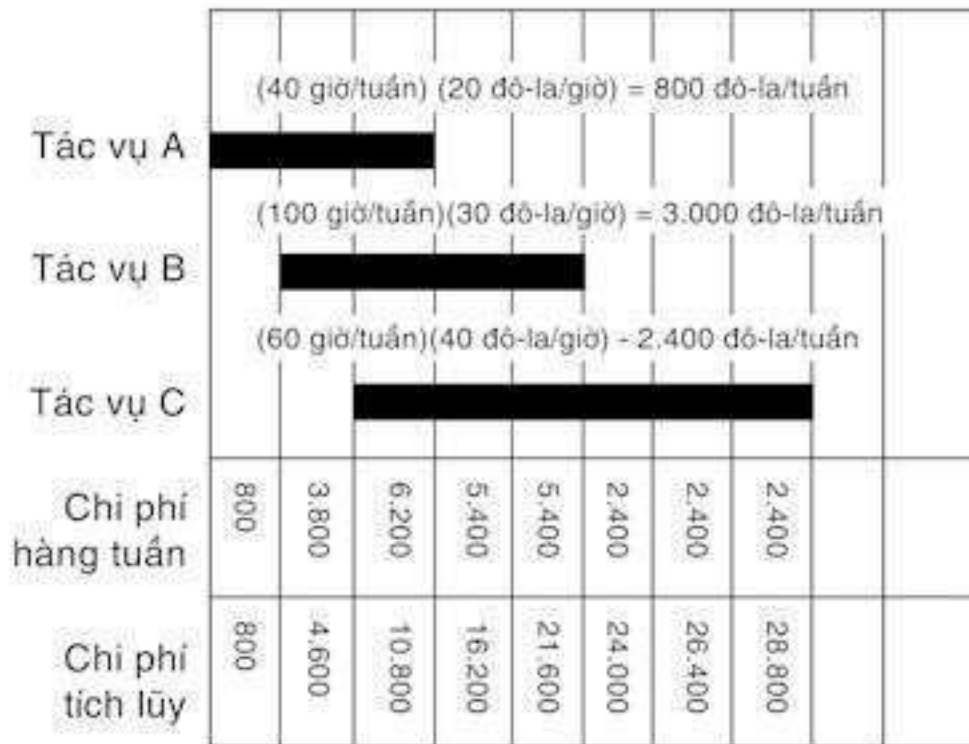 (40 giờ/tuần) (20 đô-la/giờ) = 800 đô-la/tuần
Tác vụ A
(100 giờ/tuần)(30 đô-la/giờ) = 3.000 đô-la/tuần
Tác vụ B
(60 giờ/tuần)(40 đô-la/giờ) - 2.400 đô-la/tuần
Tác vụ C
Chi phí
hàng tuần
800
3.800
6.200
5.400
5.400
2.400
2.400
2.400
Chi phí
tích lũy
800
4.600
10.800
16.200
21.600
24.000
26.400
28.800